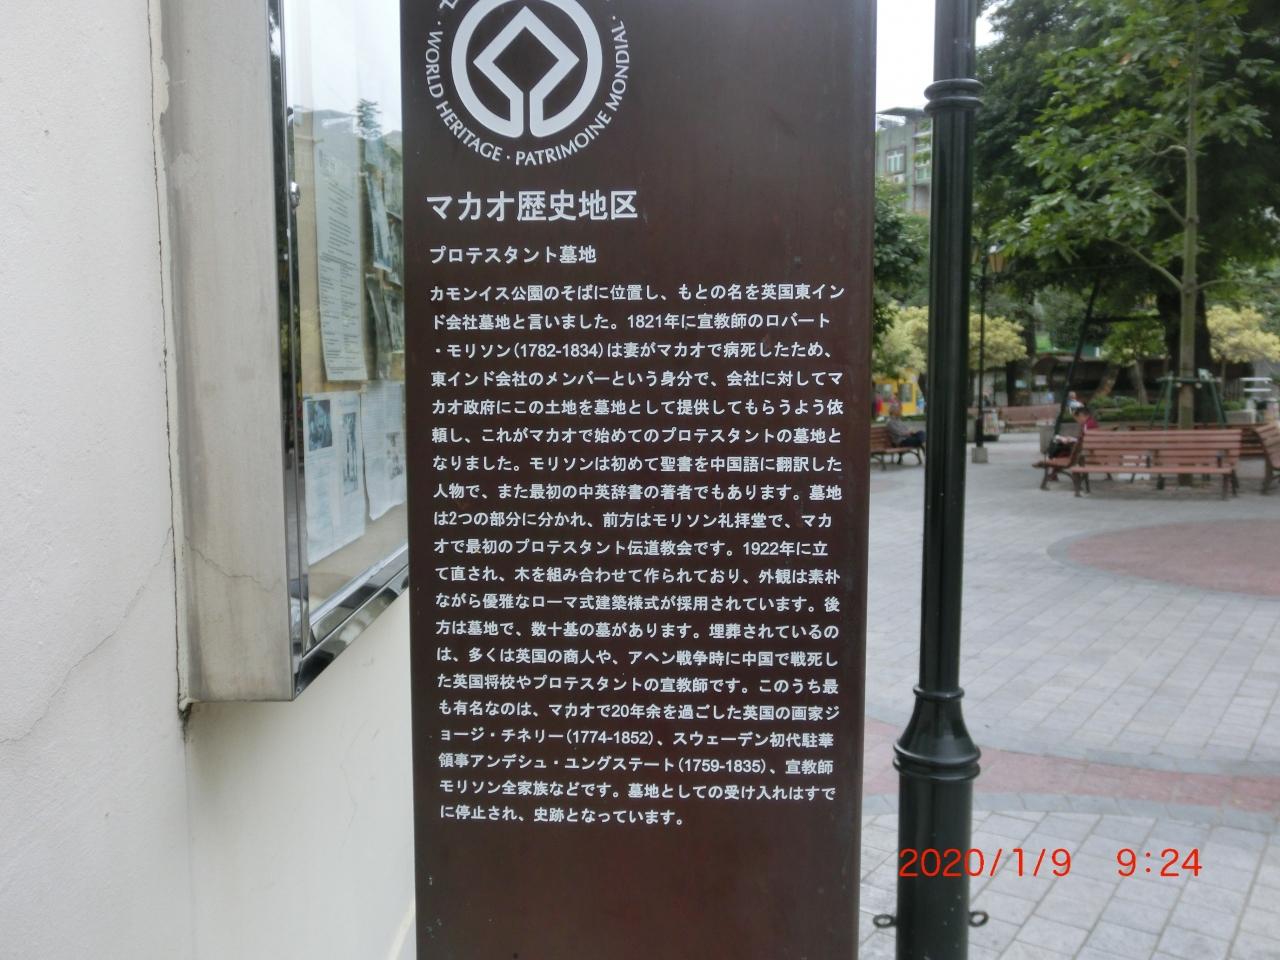 WORLD HERITAGE · PATRIMOINE MONDIAL ·
マカオ歴史地区
プロテスタント墓地
カモンイス公園のそばに位置し、もとの名を英国東イン
ド会社墓地と言いました。1821年に宣教師のロバート
・モリソン(1782-1834)は妻がマカオで病死したため、
東インド会社のメンバーという身分で、会社に対してマ
カオ政府にこの土地を墓地として提供してもらうよう依
頼し、これがマカオで始めてのプロテスタントの墓地と
なりました。モリソンは初めて聖書を中国語に翻訳した
人物で、また最初の中英辞書の著者でもあります。墓地
は2つの部分に分かれ、前方はモリソン礼拝堂で、マカ
オで最初のプロテスタント伝道教会です。1922年に立
て直され、木を組み合わせて作られており、外観は素朴
ながら優雅なローマ式建築様式が採用されています。後
方は墓地で、数十基の墓があります。埋葬されているの
は、多くは英国の商人や、アヘン戦争時に中国で戦死し
た英国将校やプロテスタントの宣教師です。このうち最
も有名なのは、マカオで20年余を過ごした英国の画家ジ
ョージ・チネリー(1774-1852)、スウェーデン初代駐華
領事アンデシュ・ユングステート(1759-1835)、宣教師
モリソン全家族などです。墓地としての受け入れはすで
に停止され、史跡となっています。
2020/1/9 9:24